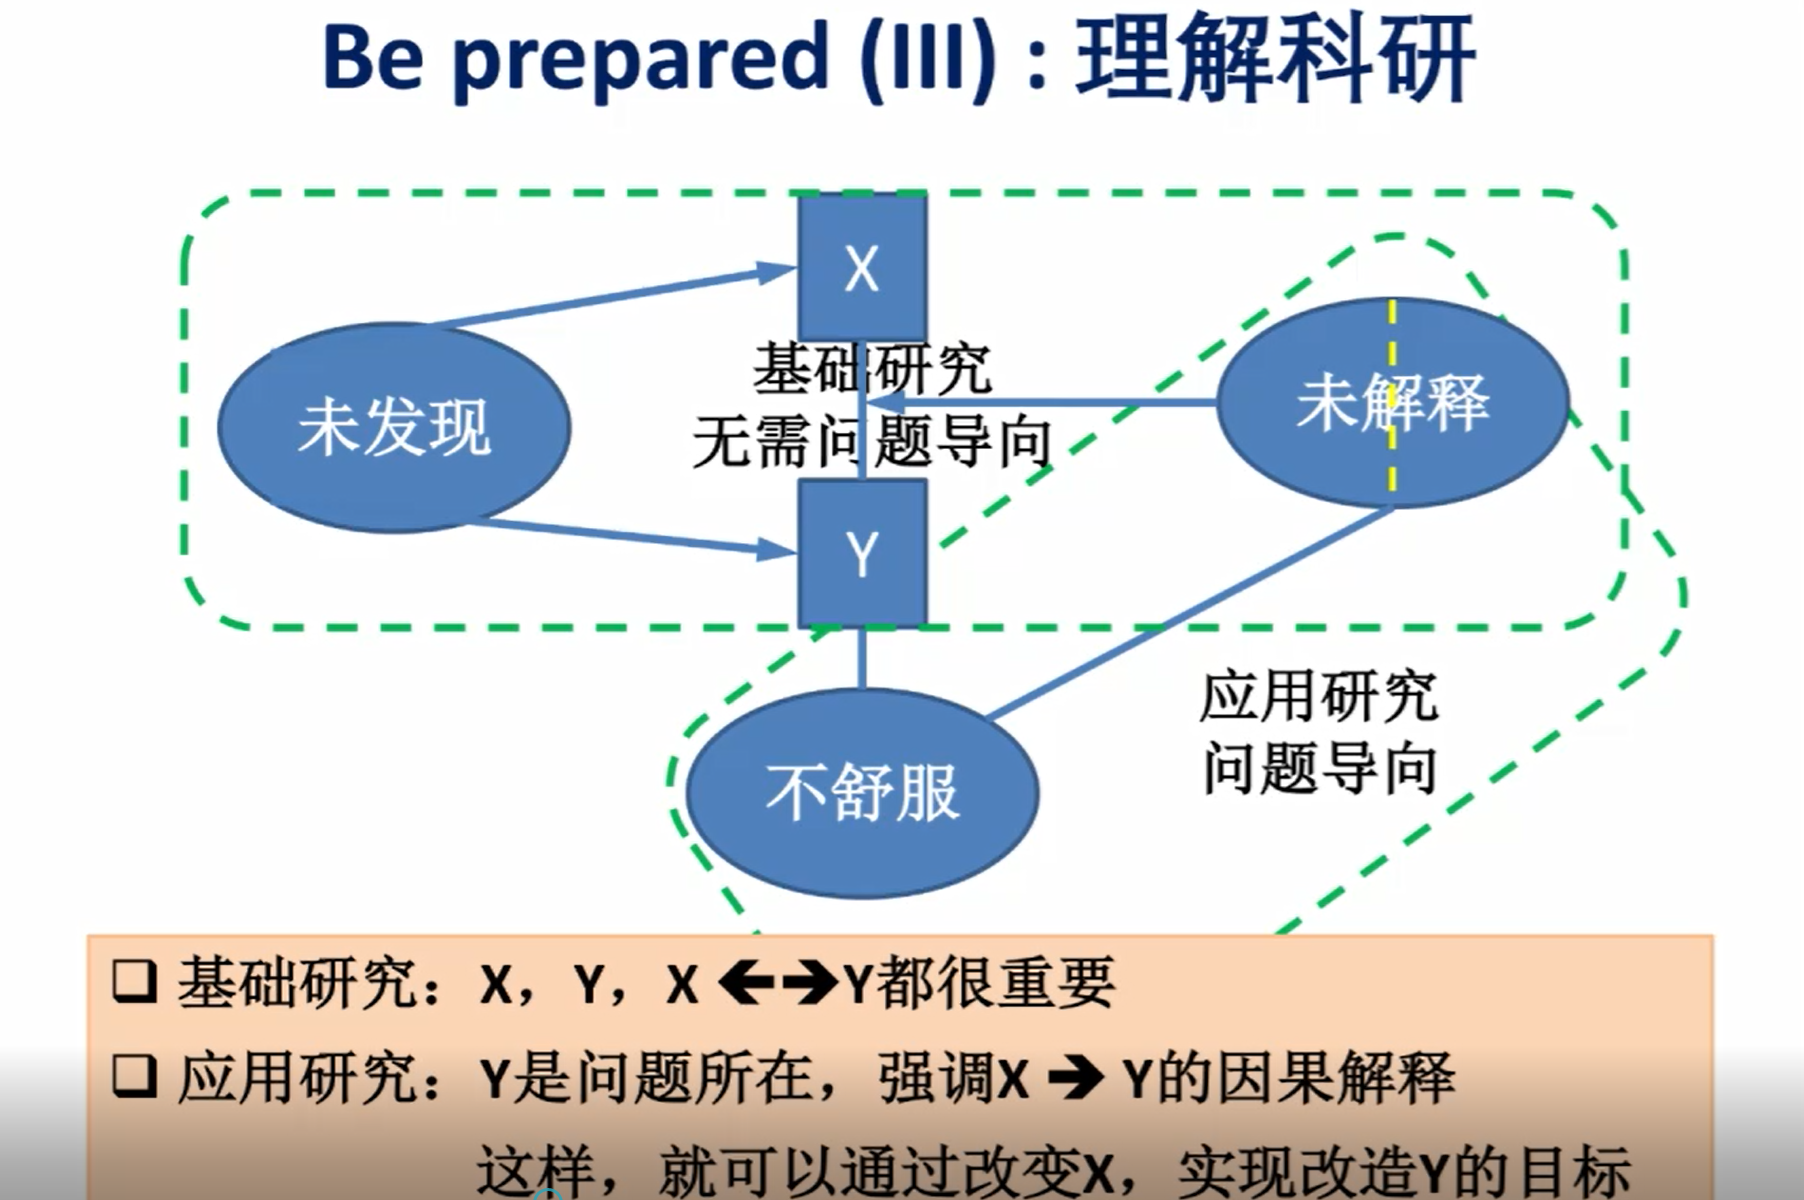 Be prepared (III) : 理解科研
X
基础研究
无需问题导向
未发现
未解释
Y
应用研究
问题导向
不舒服
❑ 基础研究：X，Y，X ←→Y都很重要
❑ 应用研究：Y是问题所在，强调X → Y的因果解释
这样，就可以通过改变X，实现改造Y的目标